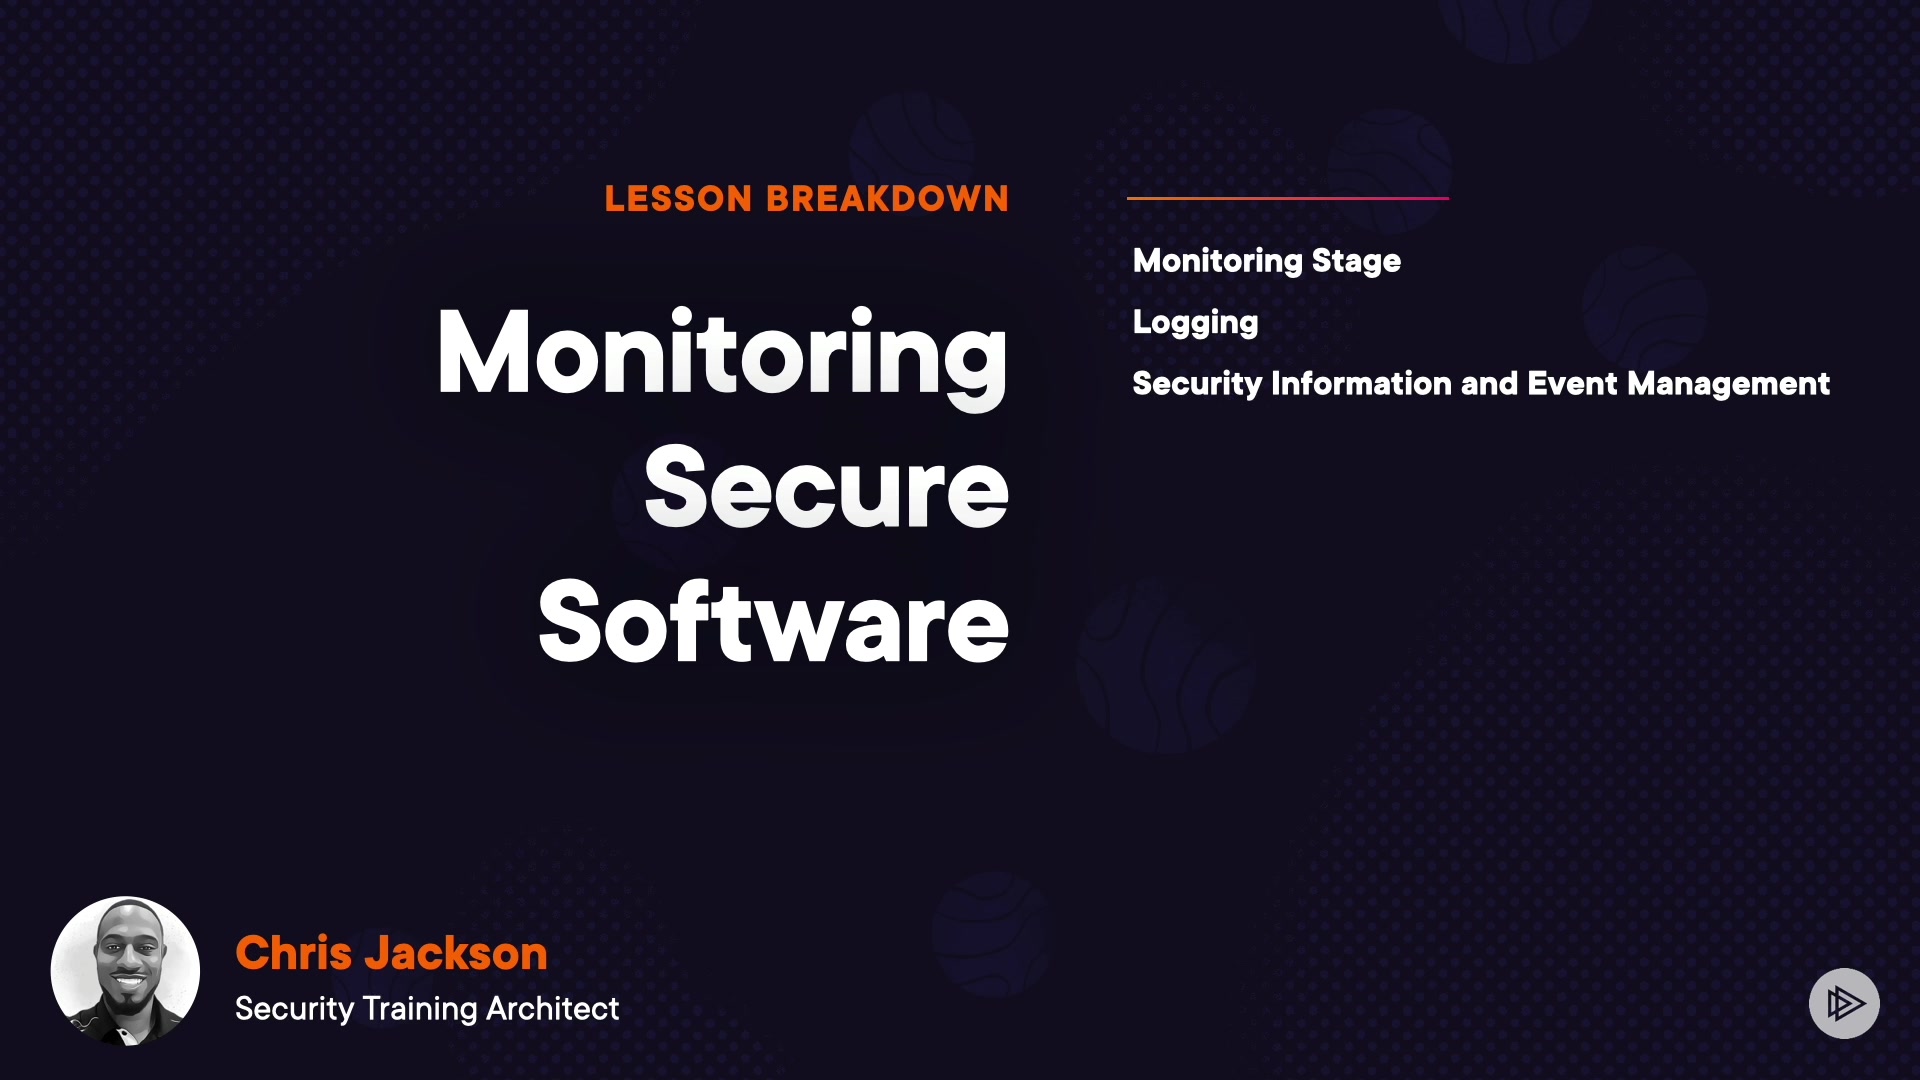 LESSON BREAKDOWN
Monitoring
Secure
Software
Monitoring Stage
Logging
Security Information and Event Management
Chris Jackson
Security Training Architect